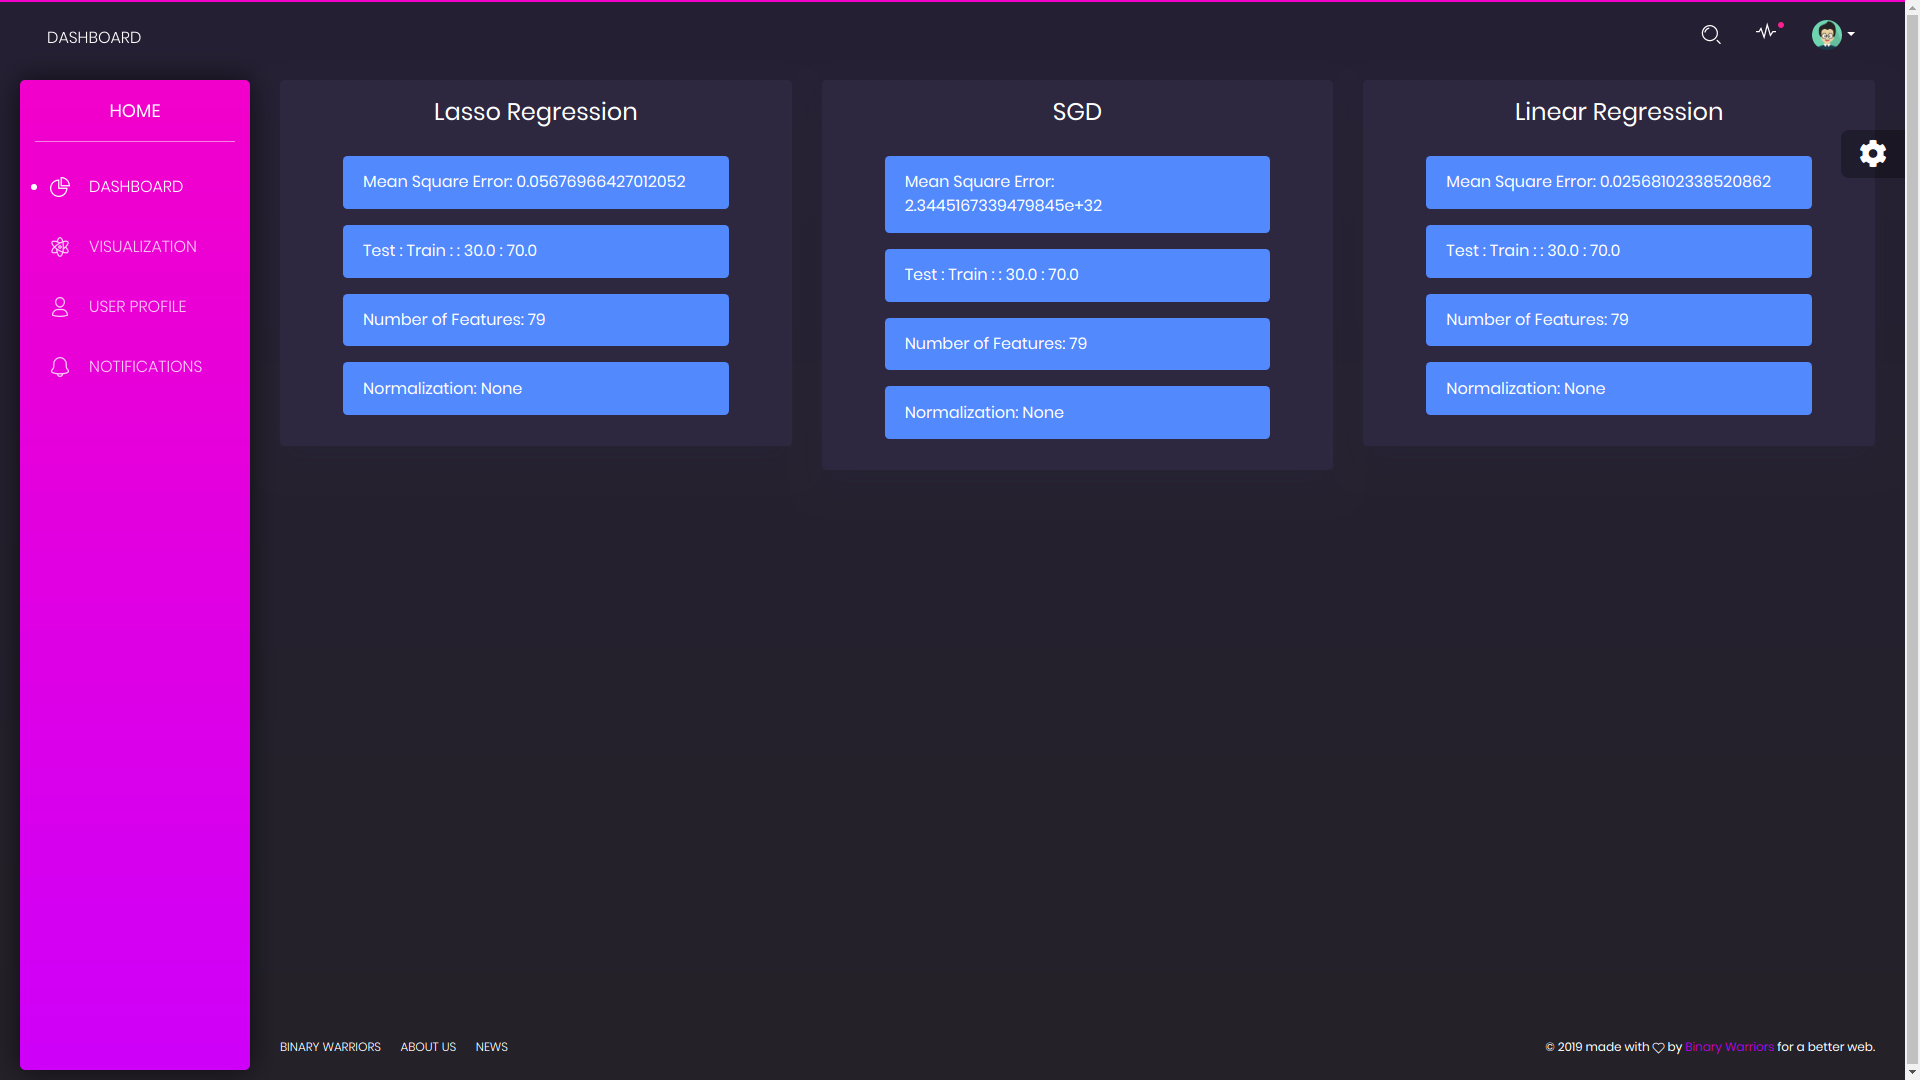 DASHBOARD
HOME
DASHBOARD
VISUALIZATION
USER PROFILE
NOTIFICATIONS
Lasso Regression
Mean Square Error: 0.05676966427012052
Test : Train : : 30.0 : 70.0
Number of Features: 79
Normalization: None
SGD
Mean Square Error:
2.3445167339479845e+32
Test : Train : : 30.0 : 70.0
Number of Features: 79
Normalization: None
Linear Regression
Mean Square Error: 0.02568102338520862
Test : Train : : 30.0 : 70.0
Number of Features: 79
Normalization: None
BINARY WARRIORS ABOUT US NEWS
© 2019 made with ♡ by Binary Warriors for a better web.